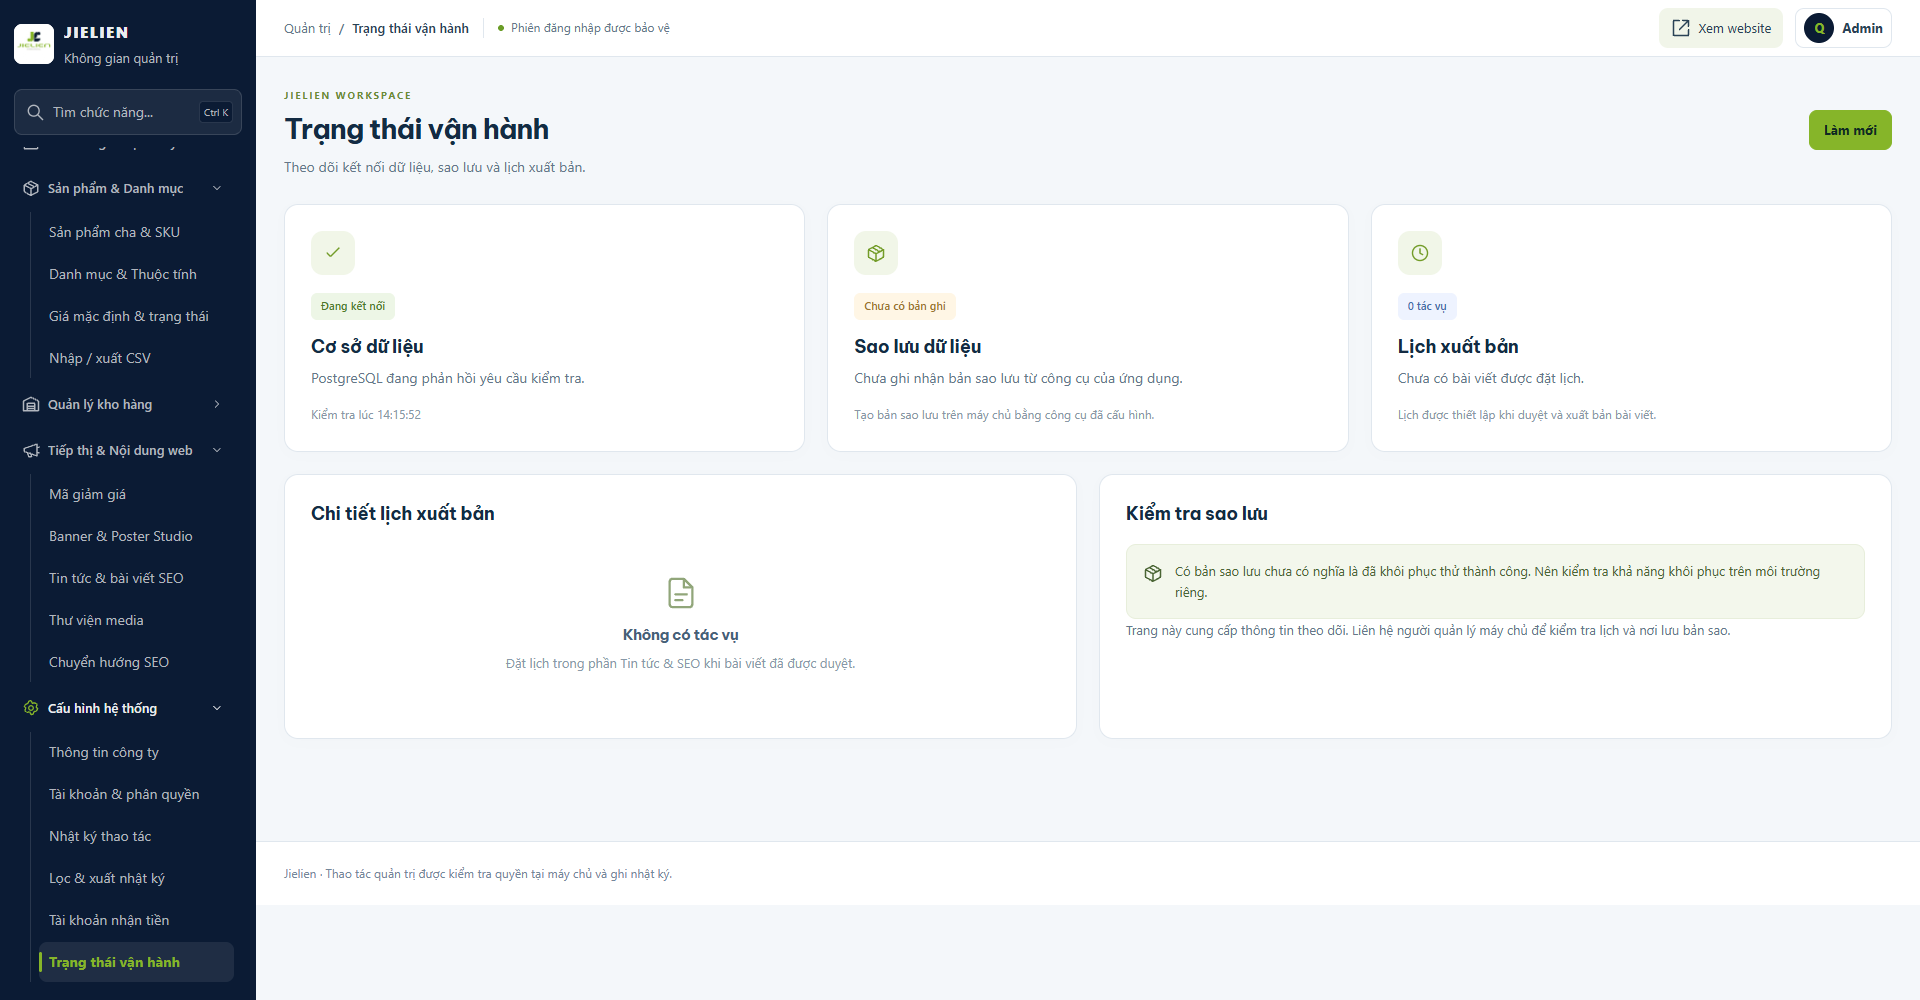 JIELIEN
Không gian quản trị
Tìm chức năng...
Ctrl K
Sản phẩm & Danh mục
Sản phẩm cha & SKU
Danh mục & Thuộc tính
Giá mặc định & trạng thái
Nhập / xuất CSV
Quản lý kho hàng
Tiếp thị & Nội dung web
Mã giảm giá
Banner & Poster Studio
Tin tức & bài viết SEO
Thư viện media
Chuyển hướng SEO
Cấu hình hệ thống
Thông tin công ty
Tài khoản & phân quyền
Nhật ký thao tác
Lọc & xuất nhật ký
Tài khoản nhận tiền
Trạng thái vận hành
Quản trị / Trạng thái vận hành
Phiên đăng nhập được bảo vệ
Xem website
Q
Admin
JIELIEN WORKSPACE
Trạng thái vận hành
Theo dõi kết nối dữ liệu, sao lưu và lịch xuất bản.
Làm mới
Đang kết nối
Cơ sở dữ liệu
PostgreSQL đang phản hồi yêu cầu kiểm tra.
Kiểm tra lúc 14:15:52
Chưa có bản ghi
Sao lưu dữ liệu
Chưa ghi nhận bản sao lưu từ công cụ của ứng dụng.
Tạo bản sao lưu trên máy chủ bằng công cụ đã cấu hình.
0 tác vụ
Lịch xuất bản
Chưa có bài viết được đặt lịch.
Lịch được thiết lập khi duyệt và xuất bản bài viết.
Chi tiết lịch xuất bản
Không có tác vụ
Đặt lịch trong phần Tin tức & SEO khi bài viết đã được duyệt.
Kiểm tra sao lưu
Có bản sao lưu chưa có nghĩa là đã khôi phục thử thành công. Nên kiểm tra khả năng khôi phục trên môi trường
riêng.
Trang này cung cấp thông tin theo dõi. Liên hệ người quản lý máy chủ để kiểm tra lịch và nơi lưu bản sao.
Jielien · Thao tác quản trị được kiểm tra quyền tại máy chủ và ghi nhật ký.